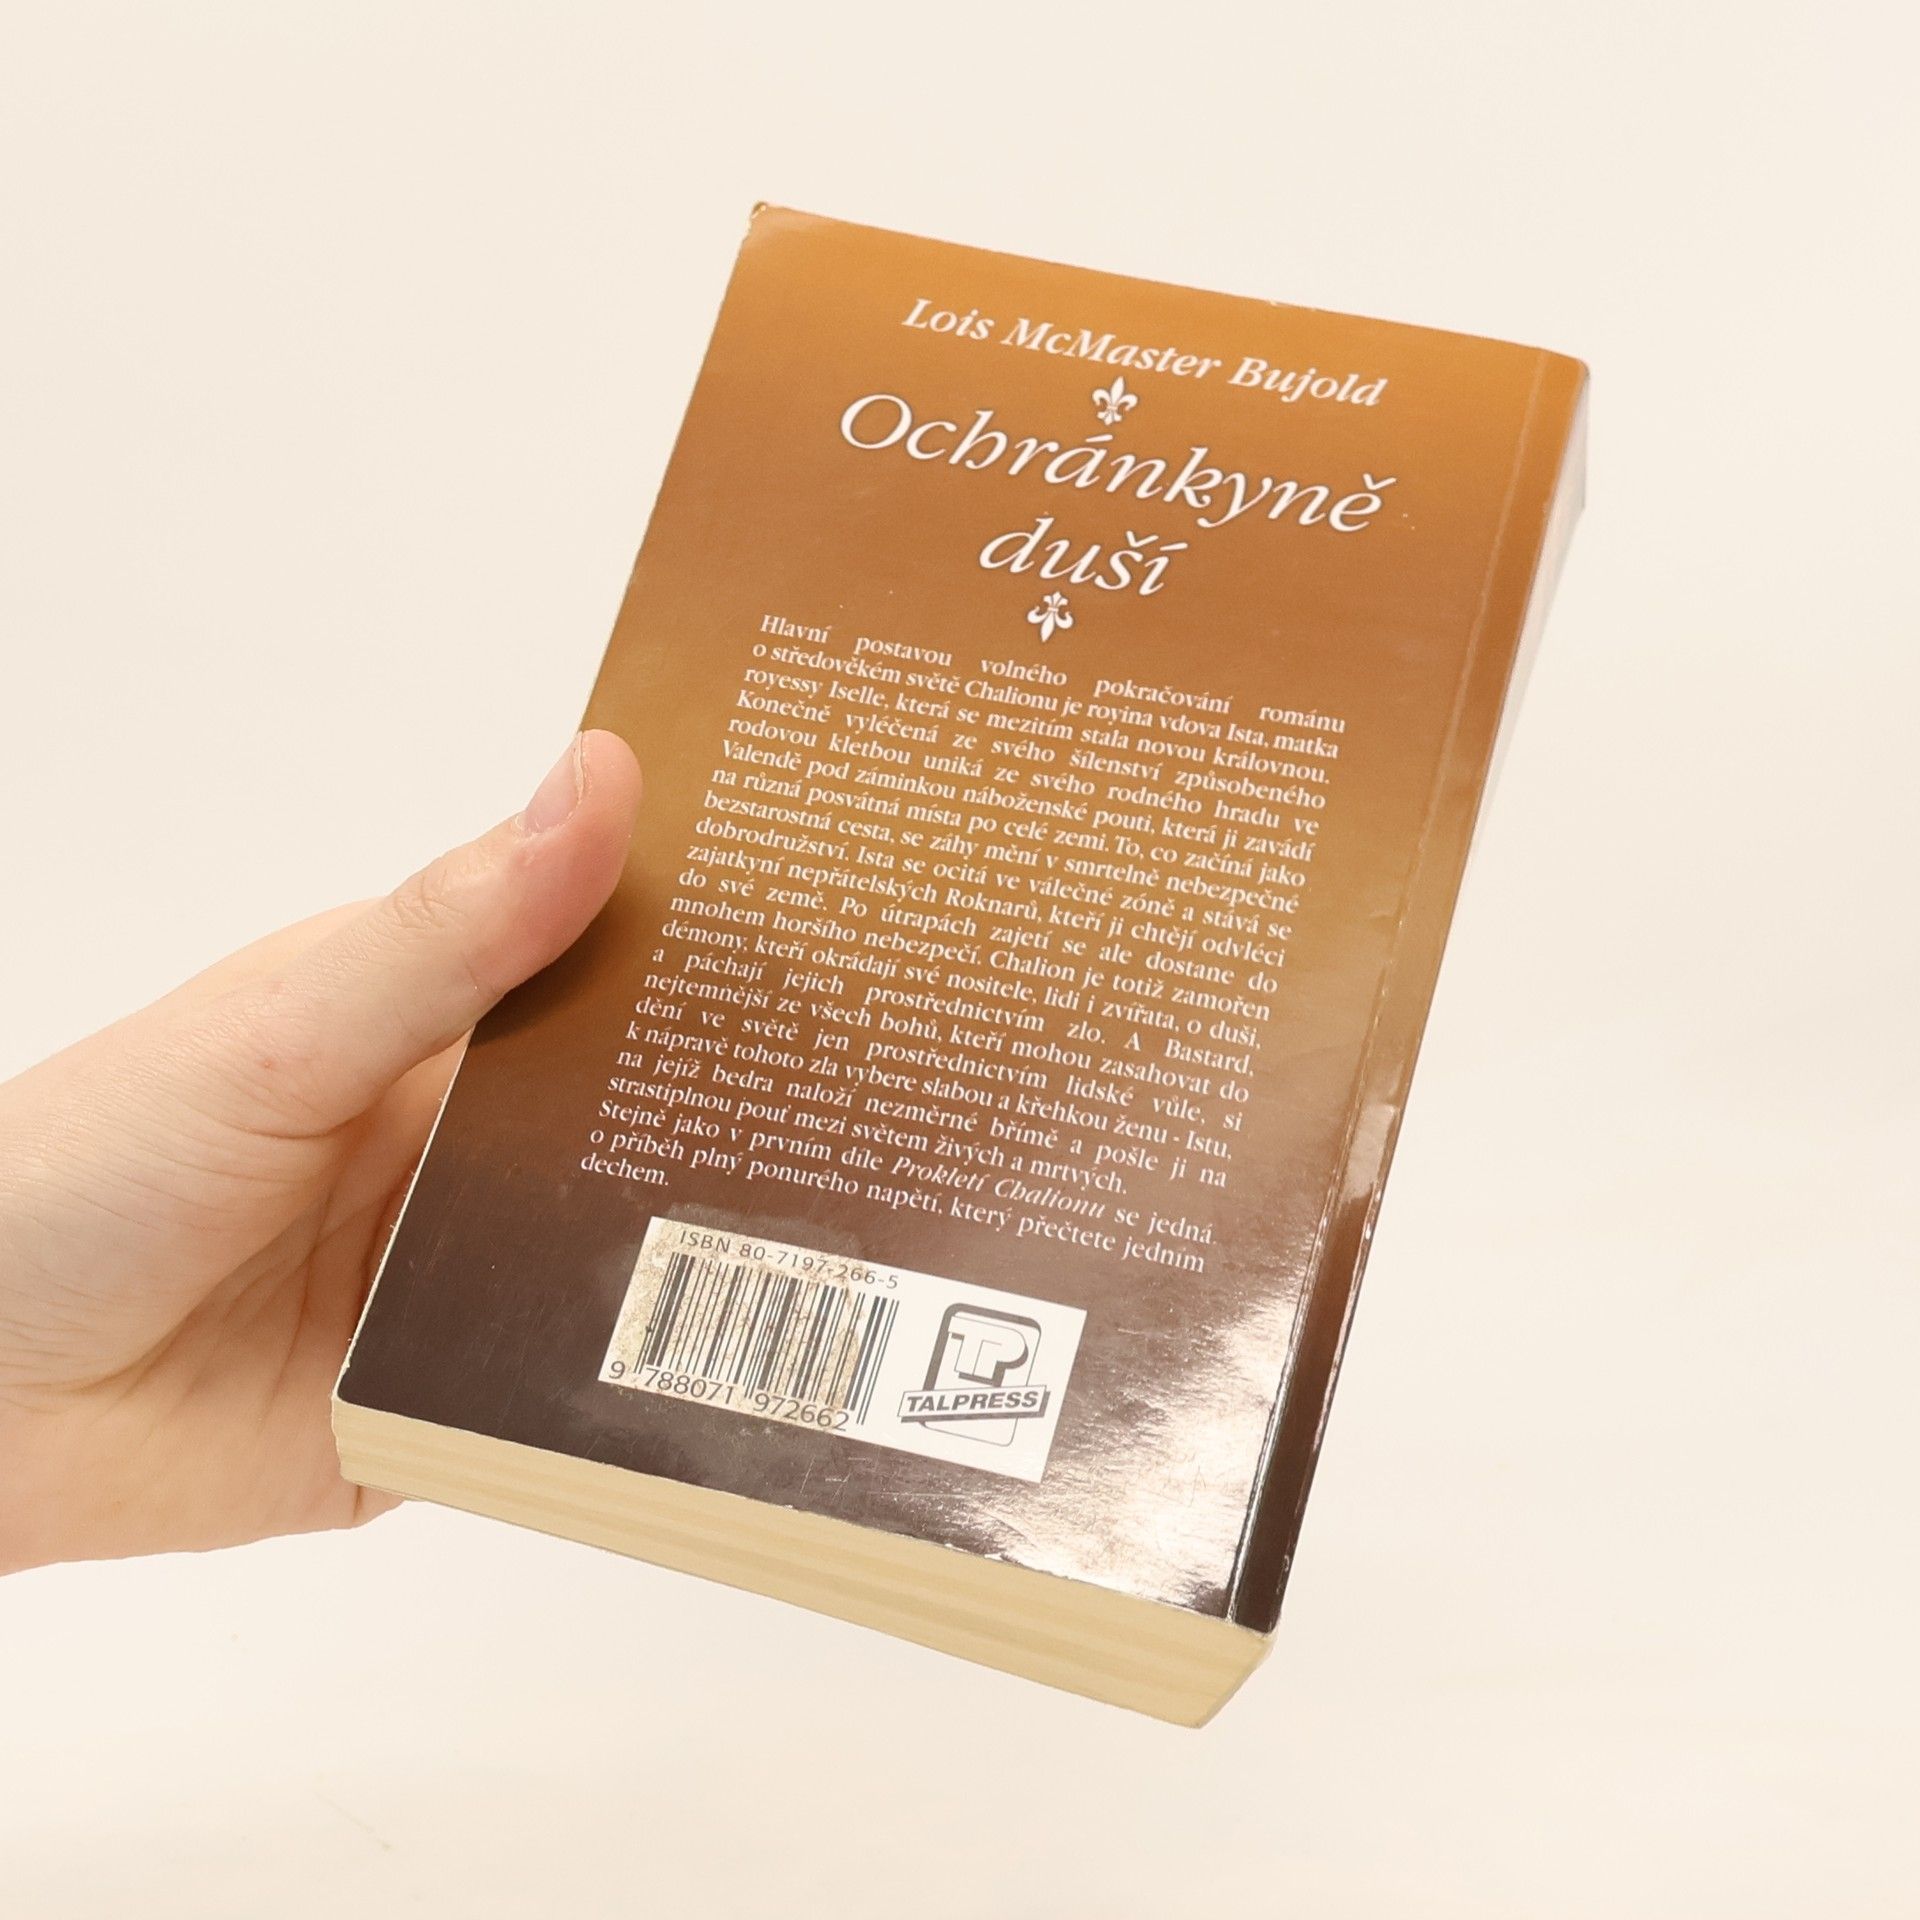 Lois McMaster Bujold
Ochránkyně
duší
Hlavní postavou volného pokračování románu
o středověkém světě Chalionu je royina vdova Ista, matka
royessy Iselle, která se mezitím stala novou královnou.
Konečně vyléčená ze svého šílenství způsobeného
rodovou kletbou uniká ze svého rodného hradu ve
Valendě pod záminkou náboženské pouti, která ji zavádí
na různá posvátná místa po celé zemi. To, co začíná jako
bezstarostná cesta, se záhy mění v smrtelně nebezpečné
dobrodružství. Ista se ocitá ve válečné zóně a stává se
zajatkyní nepřátelských Roknarů, kteří ji chtějí odvléci
do své země. Po útrapách zajetí se ale dostane do
mnohem horšího nebezpečí. Chalion je totiž zamořen
démony, kteří okrádají své nositele, lidi i zvířata, o duši,
a páchají jejich prostřednictvím zlo. A Bastard,
nejtemnější ze všech bohů, kteří mohou zasahovat do
dění ve světě jen prostřednictvím lidské vůle, si
k nápravě tohoto zla vybere slabou a křehkou ženu - Istu,
na jejíž bedra naloží nezměrné břímě a pošle ji na
strastiplnou pouť mezi světem živých a mrtvých.
Stejně jako v prvním díle Prokletí Chalionu se jedná
o příběh plný ponurého napětí, který přečtete jedním
dechem.
ISBN 80-7197-266-5
9 788071 972662
TP
TALPRESS